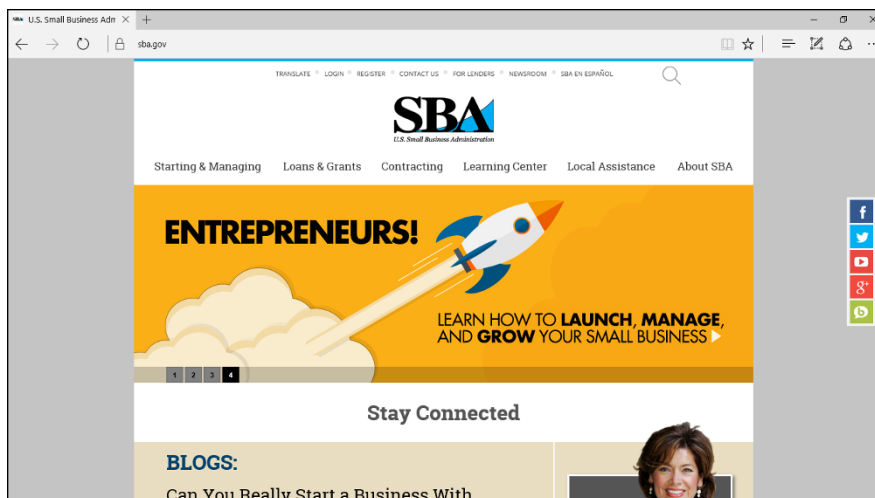 SBA U.S. Small Business Adm
sba.gov
TRANSLATE LOGIN REGISTER CONTACT US FOR LENDERS NEWSROOM SBA EN ESPAÑOL
SBA
U.S. Small Business Administration
Starting & Managing Loans & Grants Contracting Learning Center Local Assistance About SBA
ENTREPRENEURS!
LEARN HOW TO LAUNCH, MANAGE,
AND GROW YOUR SMALL BUSINESS
1 2 3 4
f
8+
b
Stay Connected
BLOGS:
Can You Really Start a Business With